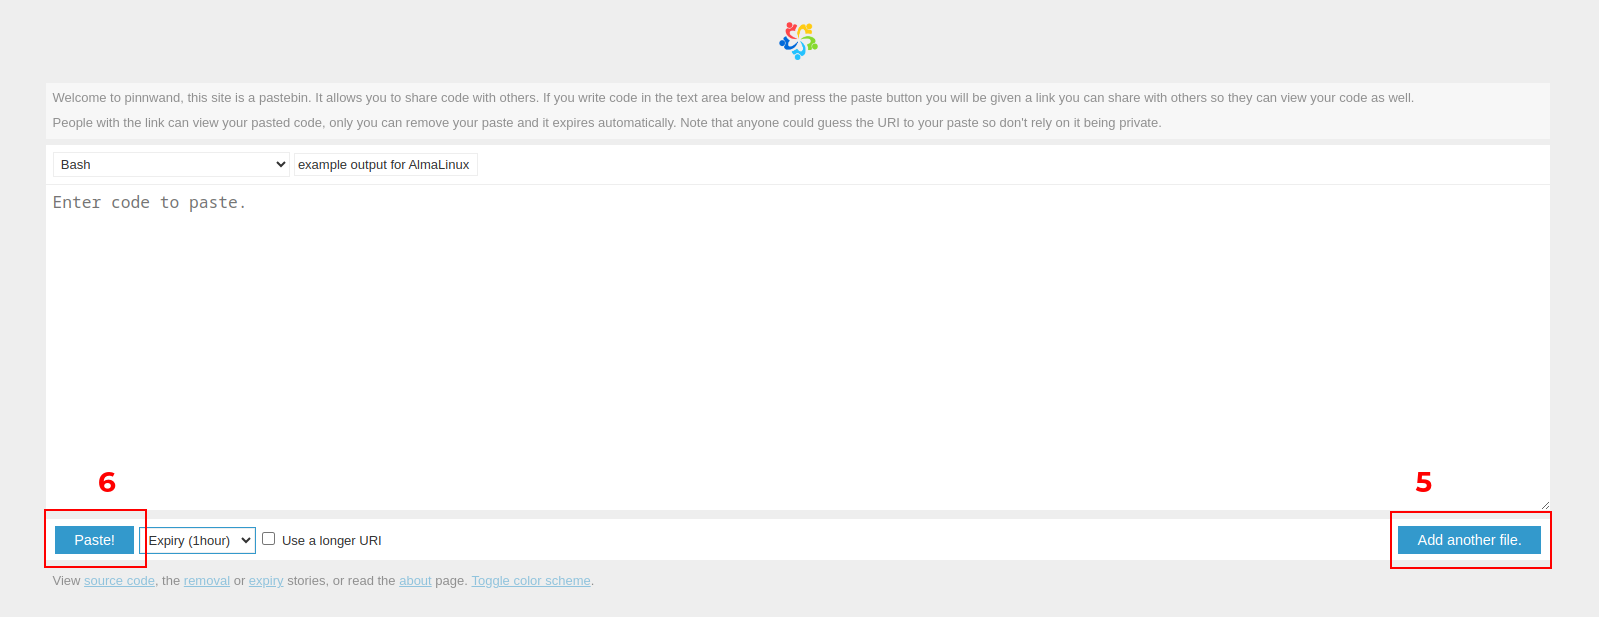 Welcome to pinnwand, this site is a pastebin. It allows you to share code with others. If you write code in the text area below and press the paste button you will be given a link you can share with others so they can view your code as well.
People with the link can view your pasted code, only you can remove your paste and it expires automatically. Note that anyone could guess the URI to your paste so don't rely on it being private.
Bash example output for AlmaLinux
Enter code to paste.
6 5
Paste! Expiry (1hour) Use a longer URI Add another file.
View source code, the removal or expiry stories, or read the about page. Toggle color scheme.